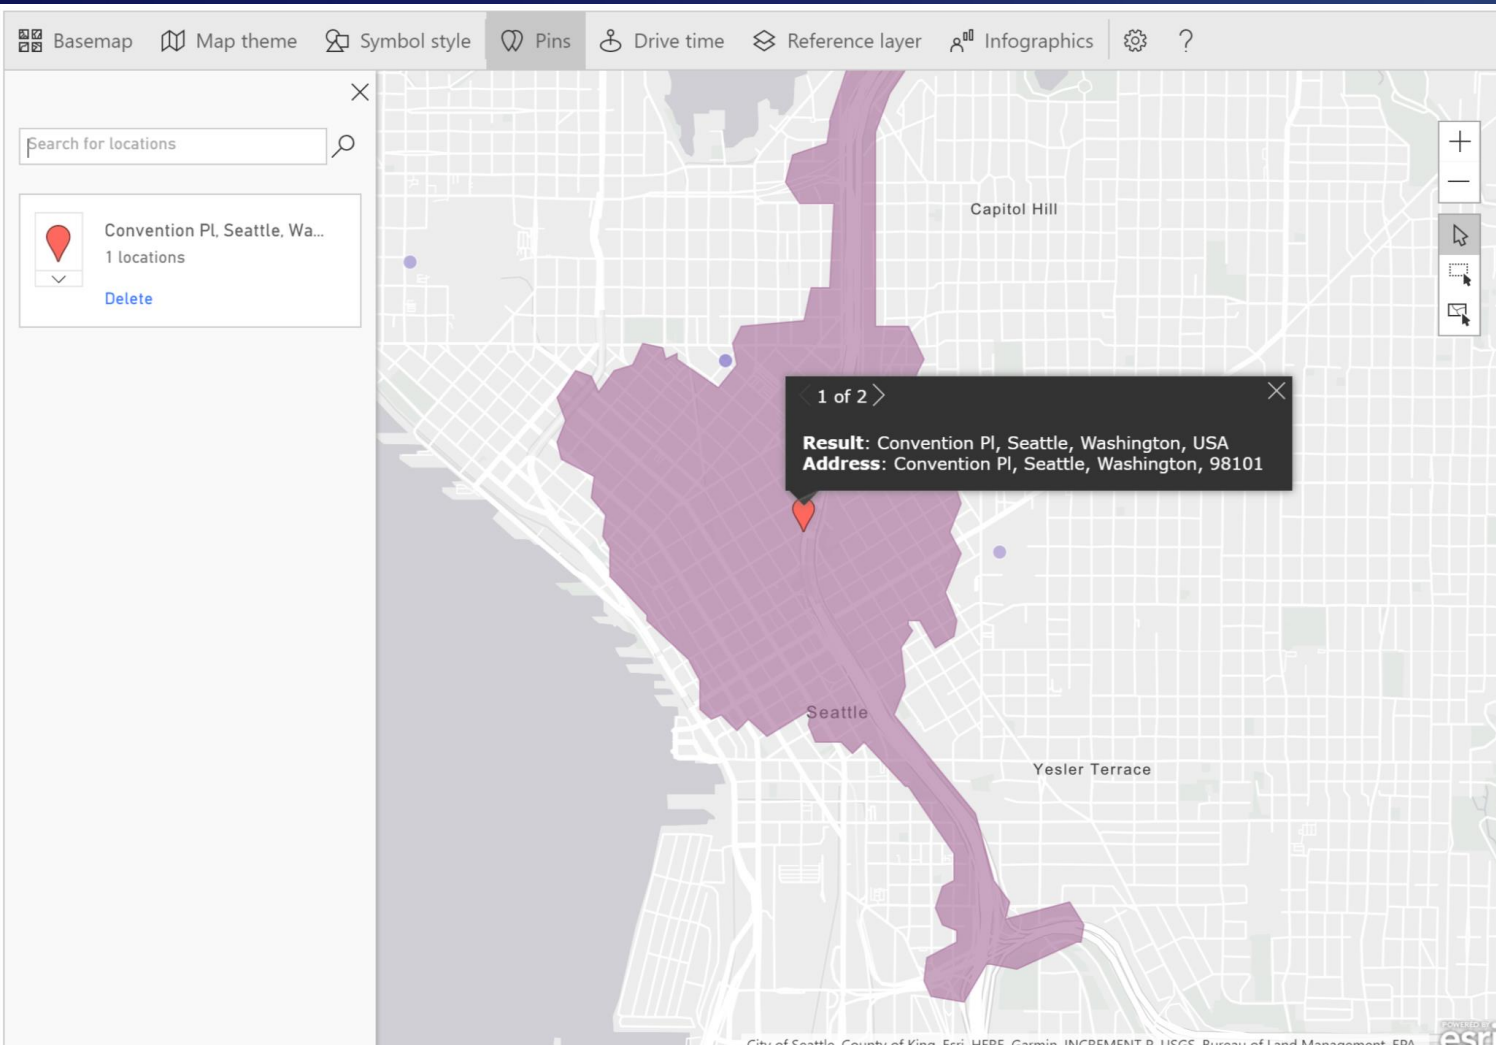 Basemap Map theme Symbol style Pins Drive time Reference layer Infographics ?
Search for locations
Convention Pl, Seattle, Wa...
1 locations
Delete
Capitol Hill
1 of 2
Result: Convention Pl, Seattle, Washington, USA
Address: Convention Pl, Seattle, Washington, 98101
Seattle
Yesler Terrace
City of Seattle, County of King, Esri, HERE, Garmin, INCREMENT P, USGS, Bureau of Land Management, EPA
POWERED BY
esri